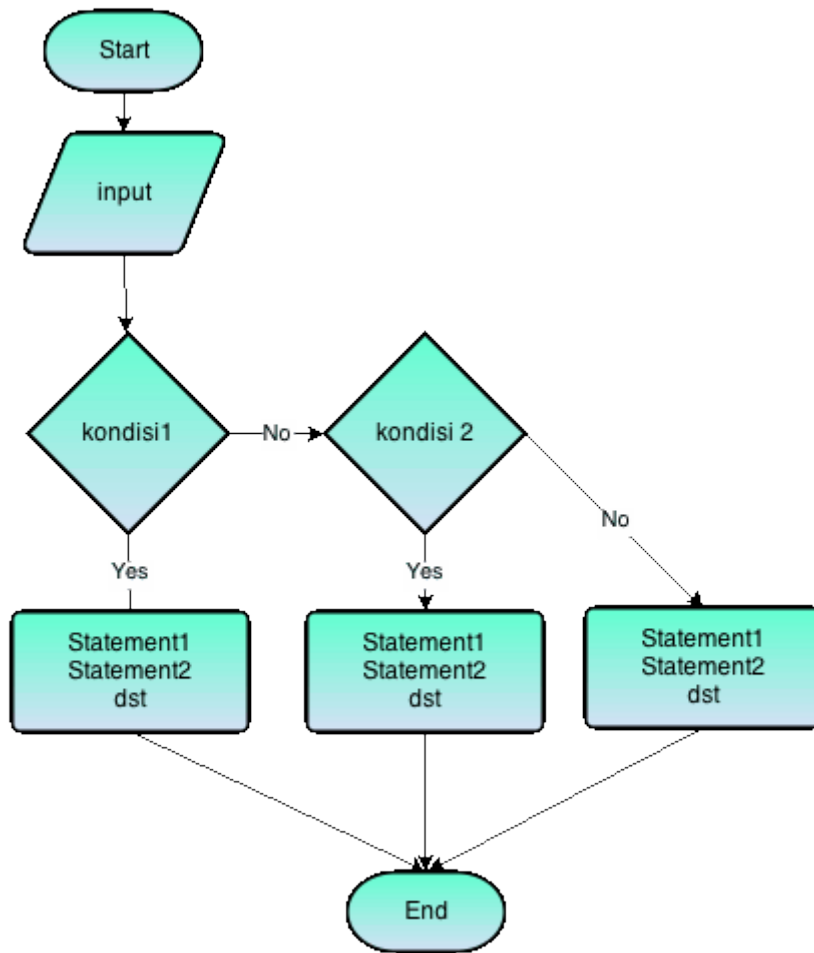 Start
input
kondisi1
No
kondisi 2
No
Yes
Yes
Statement1
Statement2
dst
Statement1
Statement2
dst
Statement1
Statement2
dst
End